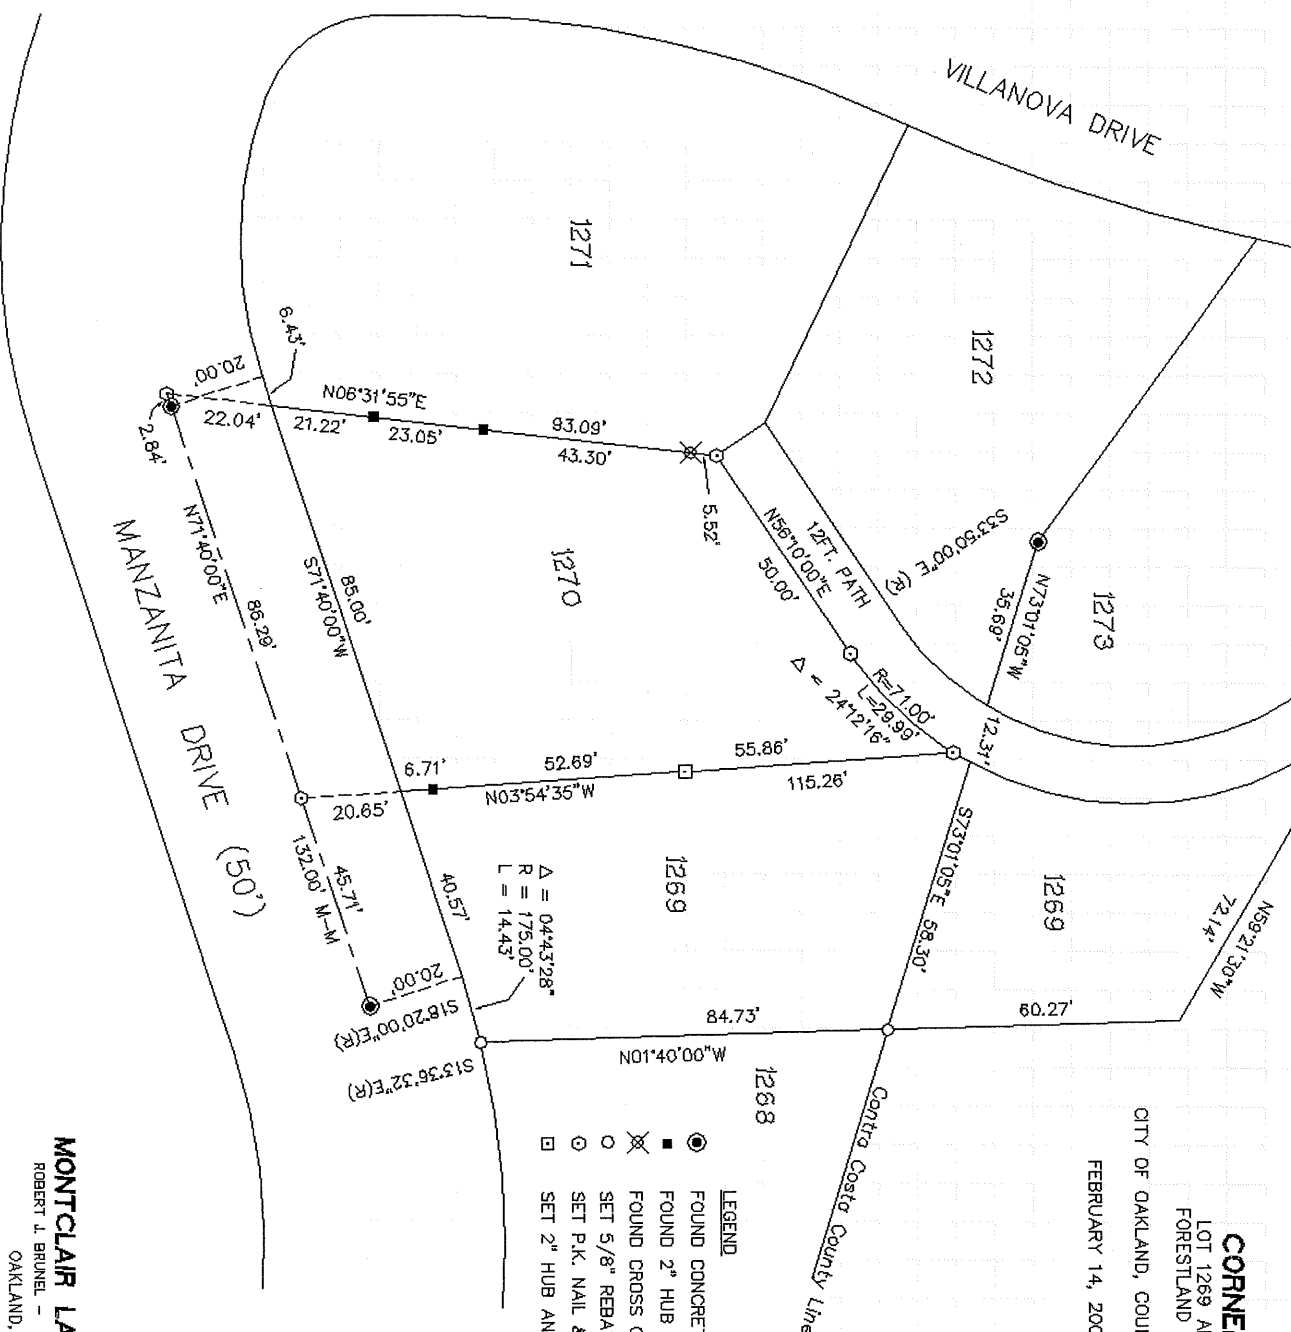 CORNE
LOT 1269 A
FORESTLAND
CITY OF OAKLAND, COU
FEBRUARY 14, 200
VILLANOVA DRIVE
1271
1272
1273
S33°50'00"E (R)
N73°01'05"W
35.69'
12FT. PATH
N56°10'00"E
50.00'
R=71.00'
L=29.99'
Δ = 24°12'16"
12.31'
6.43'
20.00'
22.04'
2.84'
N06°31'55"E
21.22'
23.05'
93.09'
43.30'
5.52'
1270
85.00'
S71°40'00"W
N71°40'00"E
86.29'
MANZANITA DRIVE (50')
6.71'
20.65'
52.69'
N03°54'35"W
55.86'
115.26'
45.71'
132.00' M-M
40.57'
Δ = 04°43'28"
R = 175.00'
L = 14.43'
20.00'
S18°20'00"E(R)
S13°36'32"E(R)
1269
S73°01'05"E 58.30'
1269
N59°21'30"W
72.14'
84.73'
N01°40'00"W
60.27'
1268
Contra Costa County Line
LEGEND
FOUND CONCRET
FOUND 2" HUB
FOUND CROSS
SET 5/8" REBA
SET P.K. NAIL &
SET 2" HUB AN
MONTCLAIR LA
ROBERT J. BRUNEL -
OAKLAND,